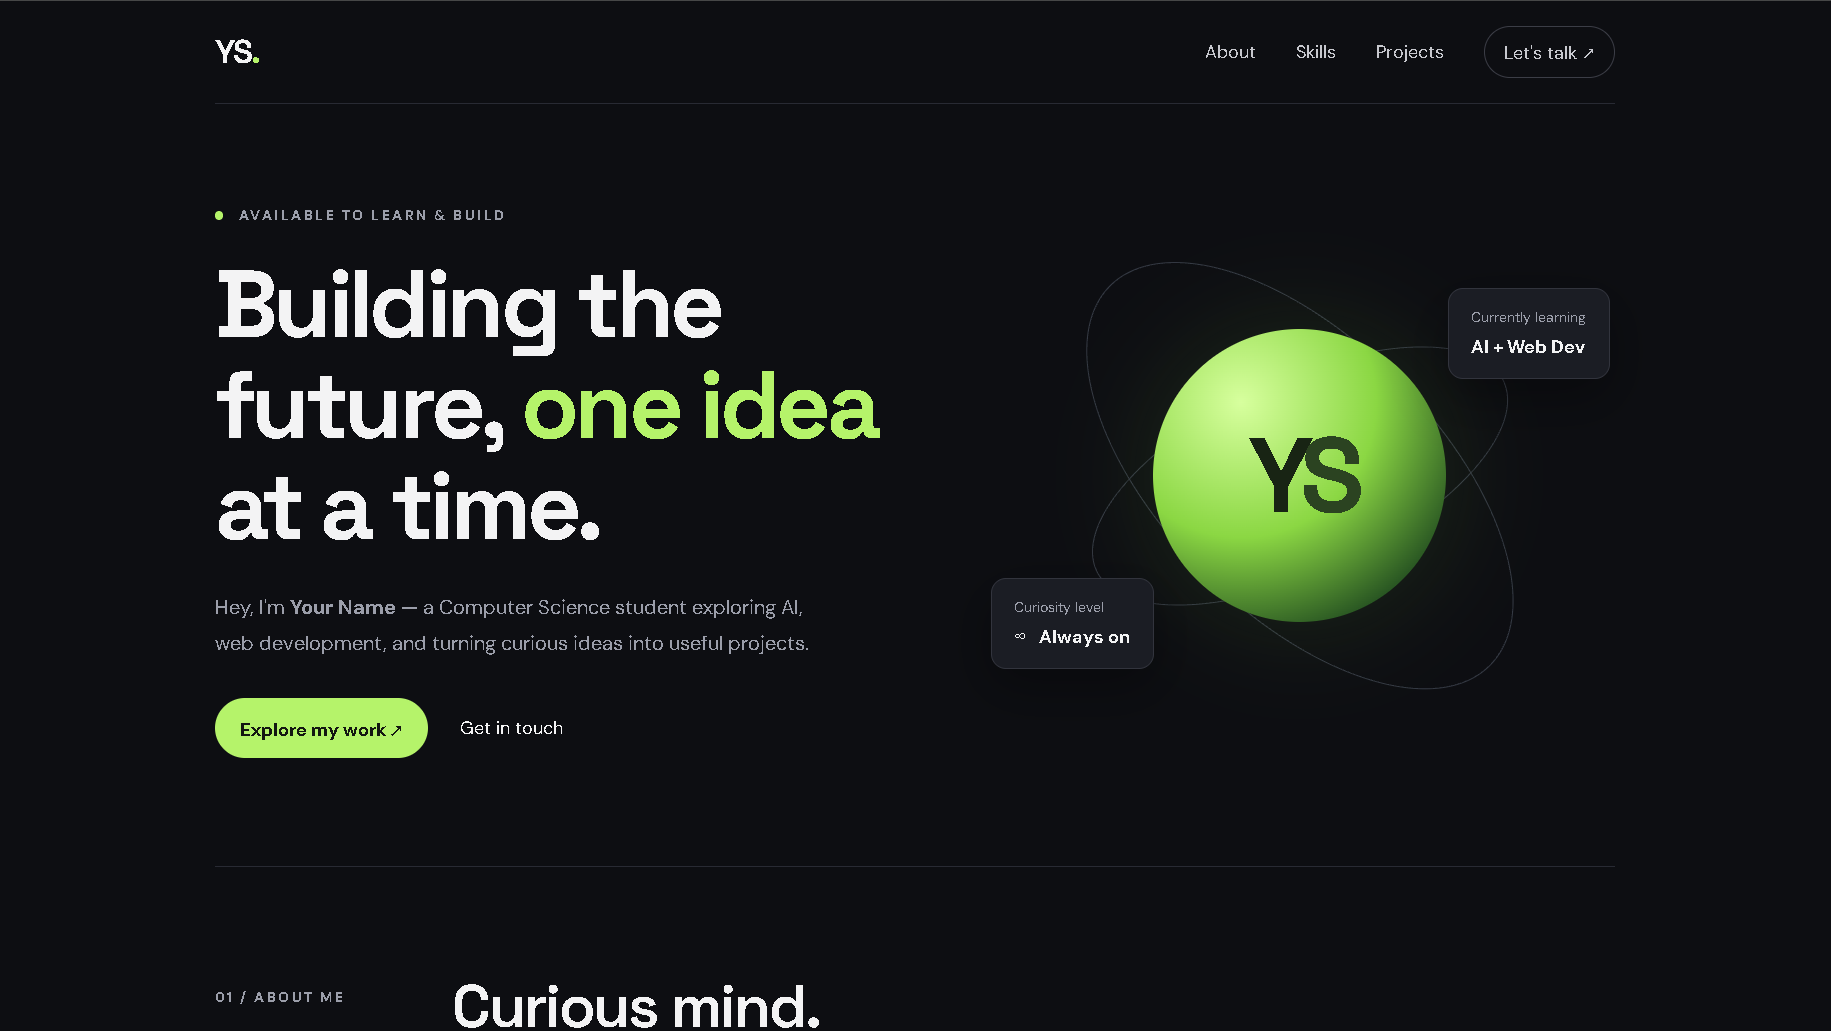 YS.
About
Skills
Projects
Let's talk ↗
AVAILABLE TO LEARN & BUILD
Building the
future, one idea
at a time.
Hey, I'm Your Name — a Computer Science student exploring AI,
web development, and turning curious ideas into useful projects.
Explore my work ↗
Get in touch
Currently learning
AI + Web Dev
YS
Curiosity level
∞ Always on
01 / ABOUT ME
Curious mind.